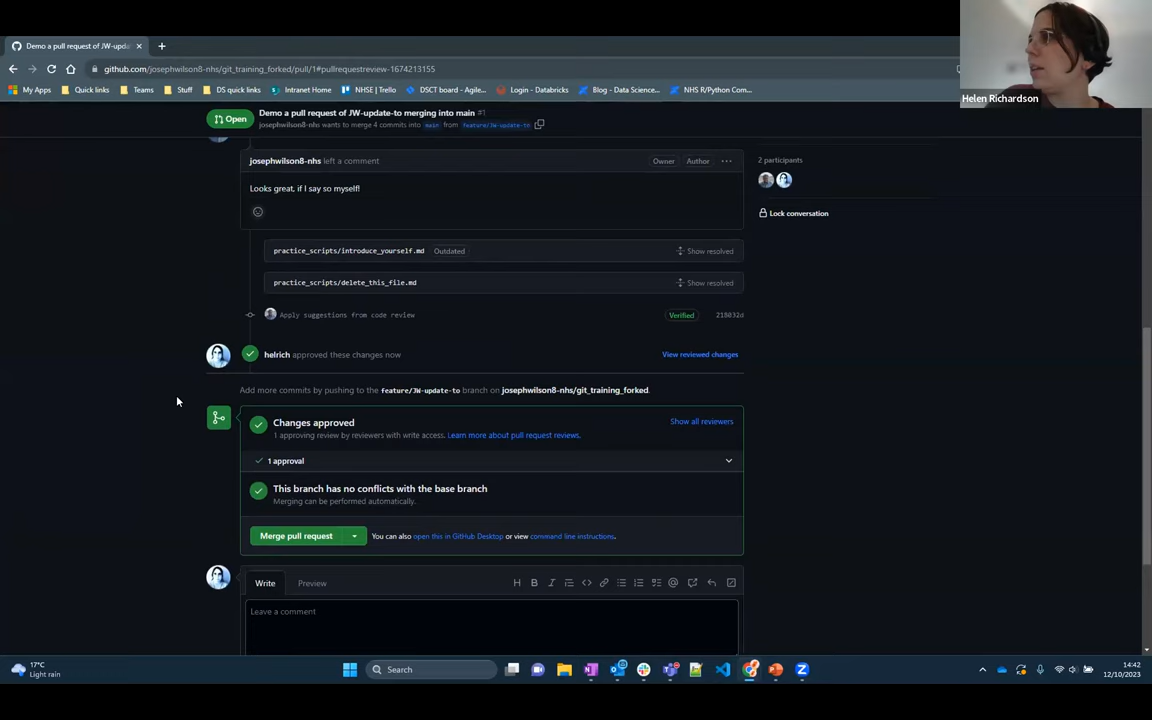 Demo a pull request of JW-upda
github.com/josephwilson8-nhs/git_training_forked/pull/1#pullrequestreview-1674213155
My Apps Quick links Teams Stuff DS quick links Intranet Home NHSE | Trello DSCT board - Agile... Login - Databricks Blog - Data Science... NHS R/Python Com...
Helen Richardson
Open
Demo a pull request of JW-update-to merging into main #1
josephwilson8-nhs wants to merge 4 commits into main from feature/JW-update-to
josephwilson8-nhs left a comment
Owner Author
Looks great, if I say so myself!
practice_scripts/introduce_yourself.md Outdated Show resolved
practice_scripts/delete_this_file.md Show resolved
Apply suggestions from code review Verified 218032d
helrich approved these changes now View reviewed changes
Add more commits by pushing to the feature/JW-update-to branch on josephwilson8-nhs/git_training_forked.
Changes approved Show all reviewers
1 approving review by reviewers with write access. Learn more about pull request reviews.
1 approval
This branch has no conflicts with the base branch
Merging can be performed automatically.
Merge pull request You can also open this in GitHub Desktop or view command line instructions.
Write Preview
Leave a comment
2 participants
Lock conversation
17°C
Light rain
Search
14:42
12/10/2023